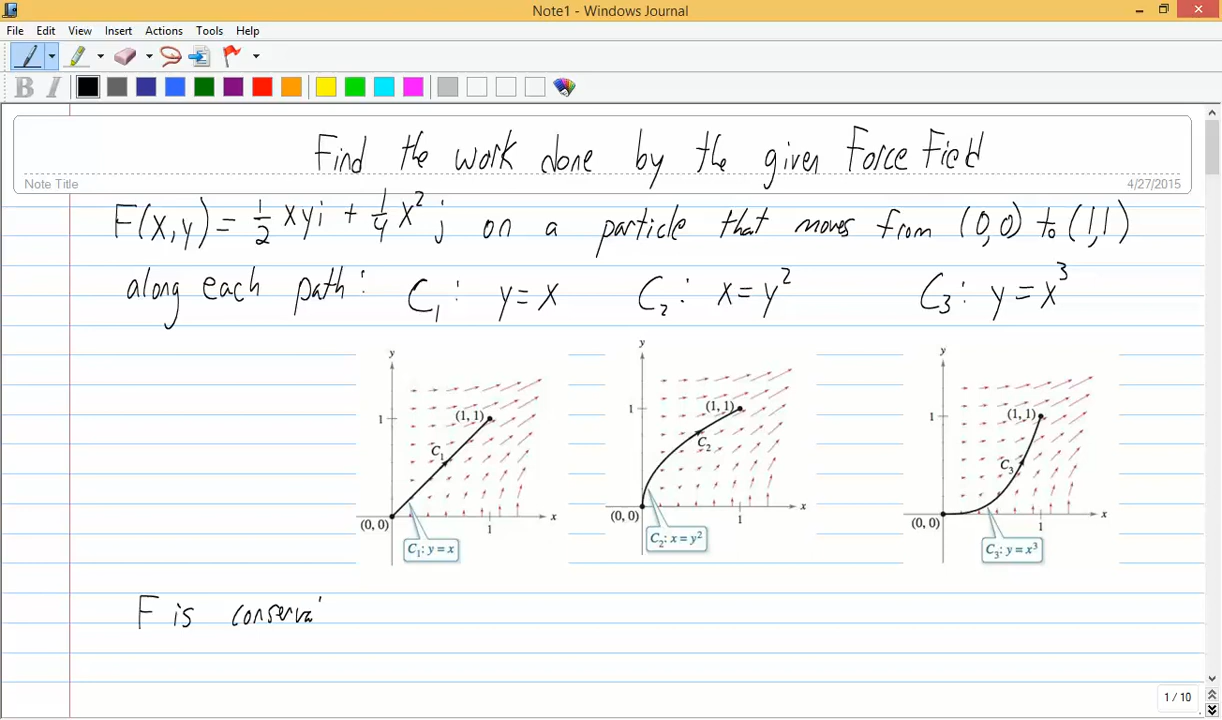 Note1 - Windows Journal
File Edit View Insert Actions Tools Help
B I
Find the work done by the given Force Field
Note Title
4/27/2015
F(x,y) = 1/2 xyi + 1/4 x² j on a particle that moves from (0,0) to (1,1)
along each path: C₁: y=x C₂: x=y² C₃: y=x³
y y y
1 (1, 1) 1 (1, 1) 1 (1, 1)
C₁ C₂ C₃
(0, 0) 1 x (0, 0) 1 x (0, 0) 1 x
C₁: y = x C₂: x = y² C₃: y = x³
F is conserva
1 / 10